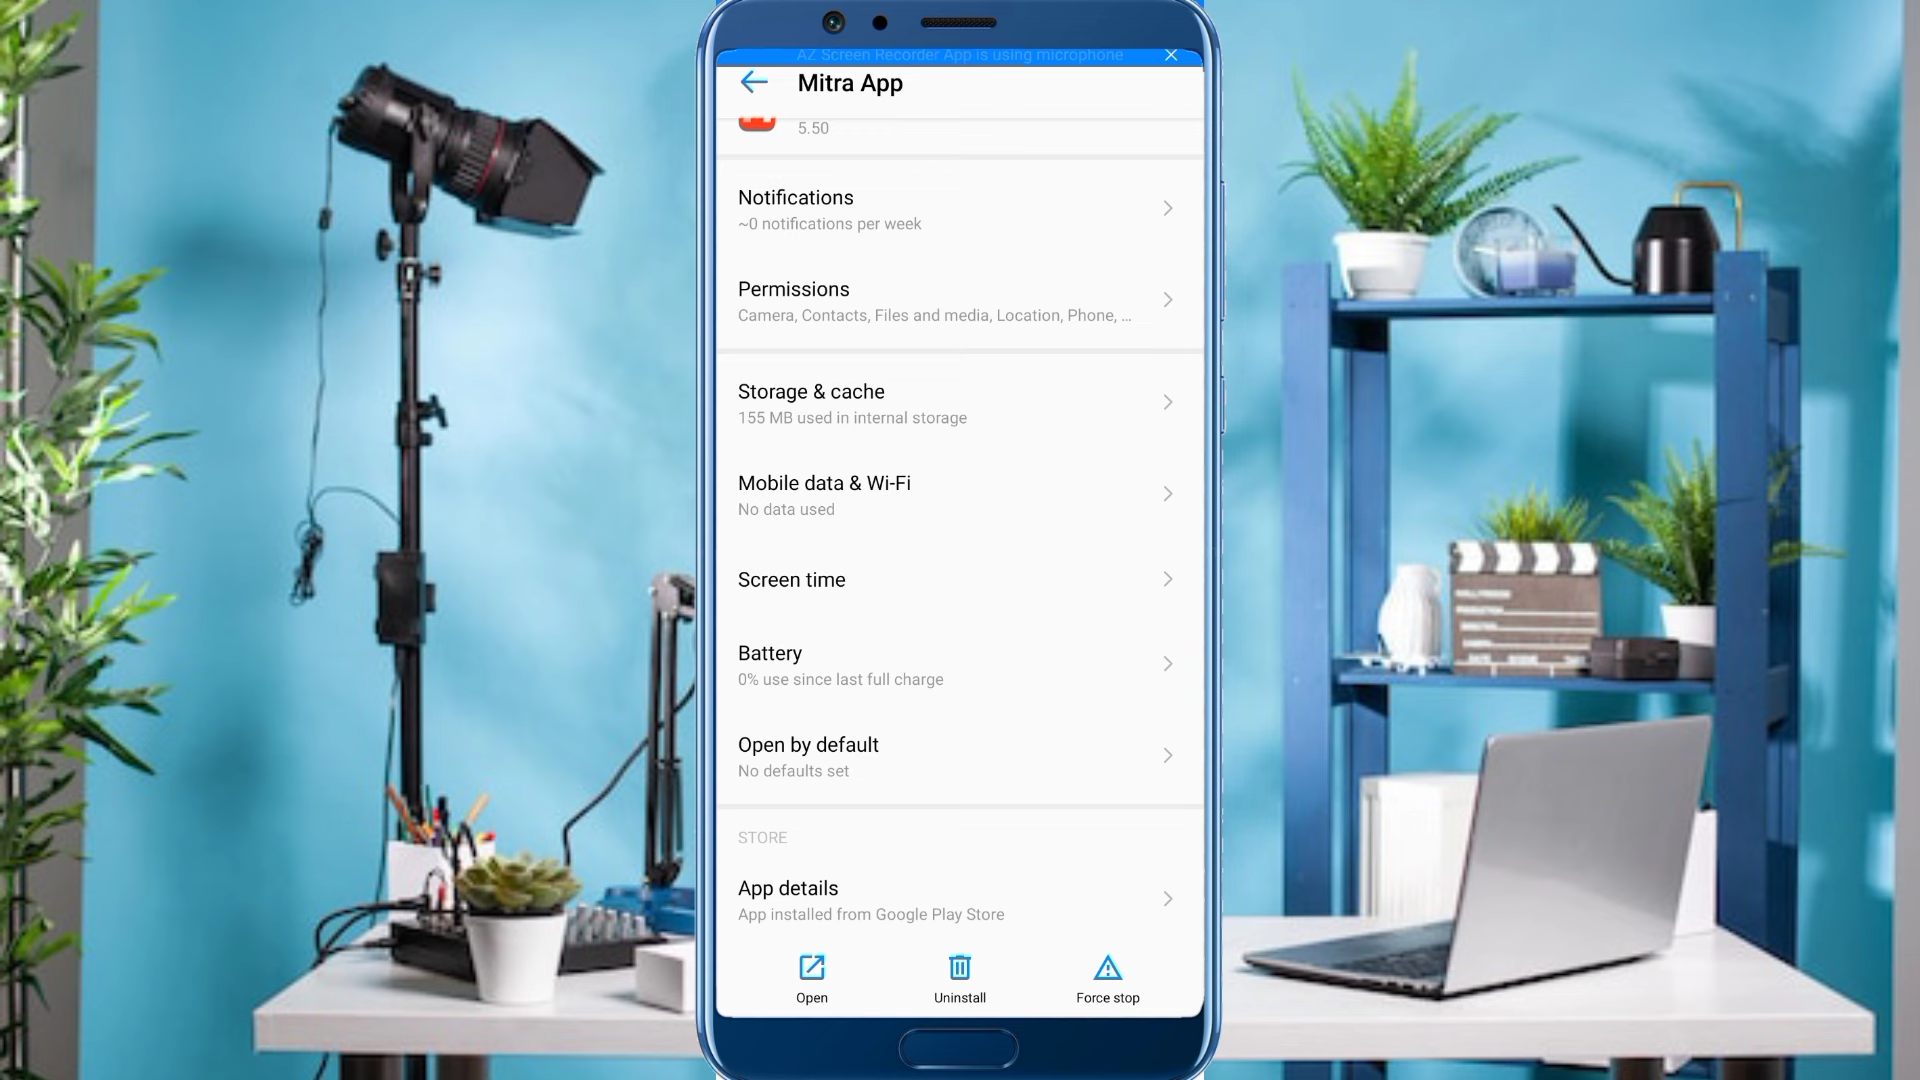 AZ Screen Recorder App is using microphone
Mitra App
5.50
Notifications
~0 notifications per week
Permissions
Camera, Contacts, Files and media, Location, Phone, ...
Storage & cache
155 MB used in internal storage
Mobile data & Wi-Fi
No data used
Screen time
Battery
0% use since last full charge
Open by default
No defaults set
STORE
App details
App installed from Google Play Store
Open
Uninstall
Force stop